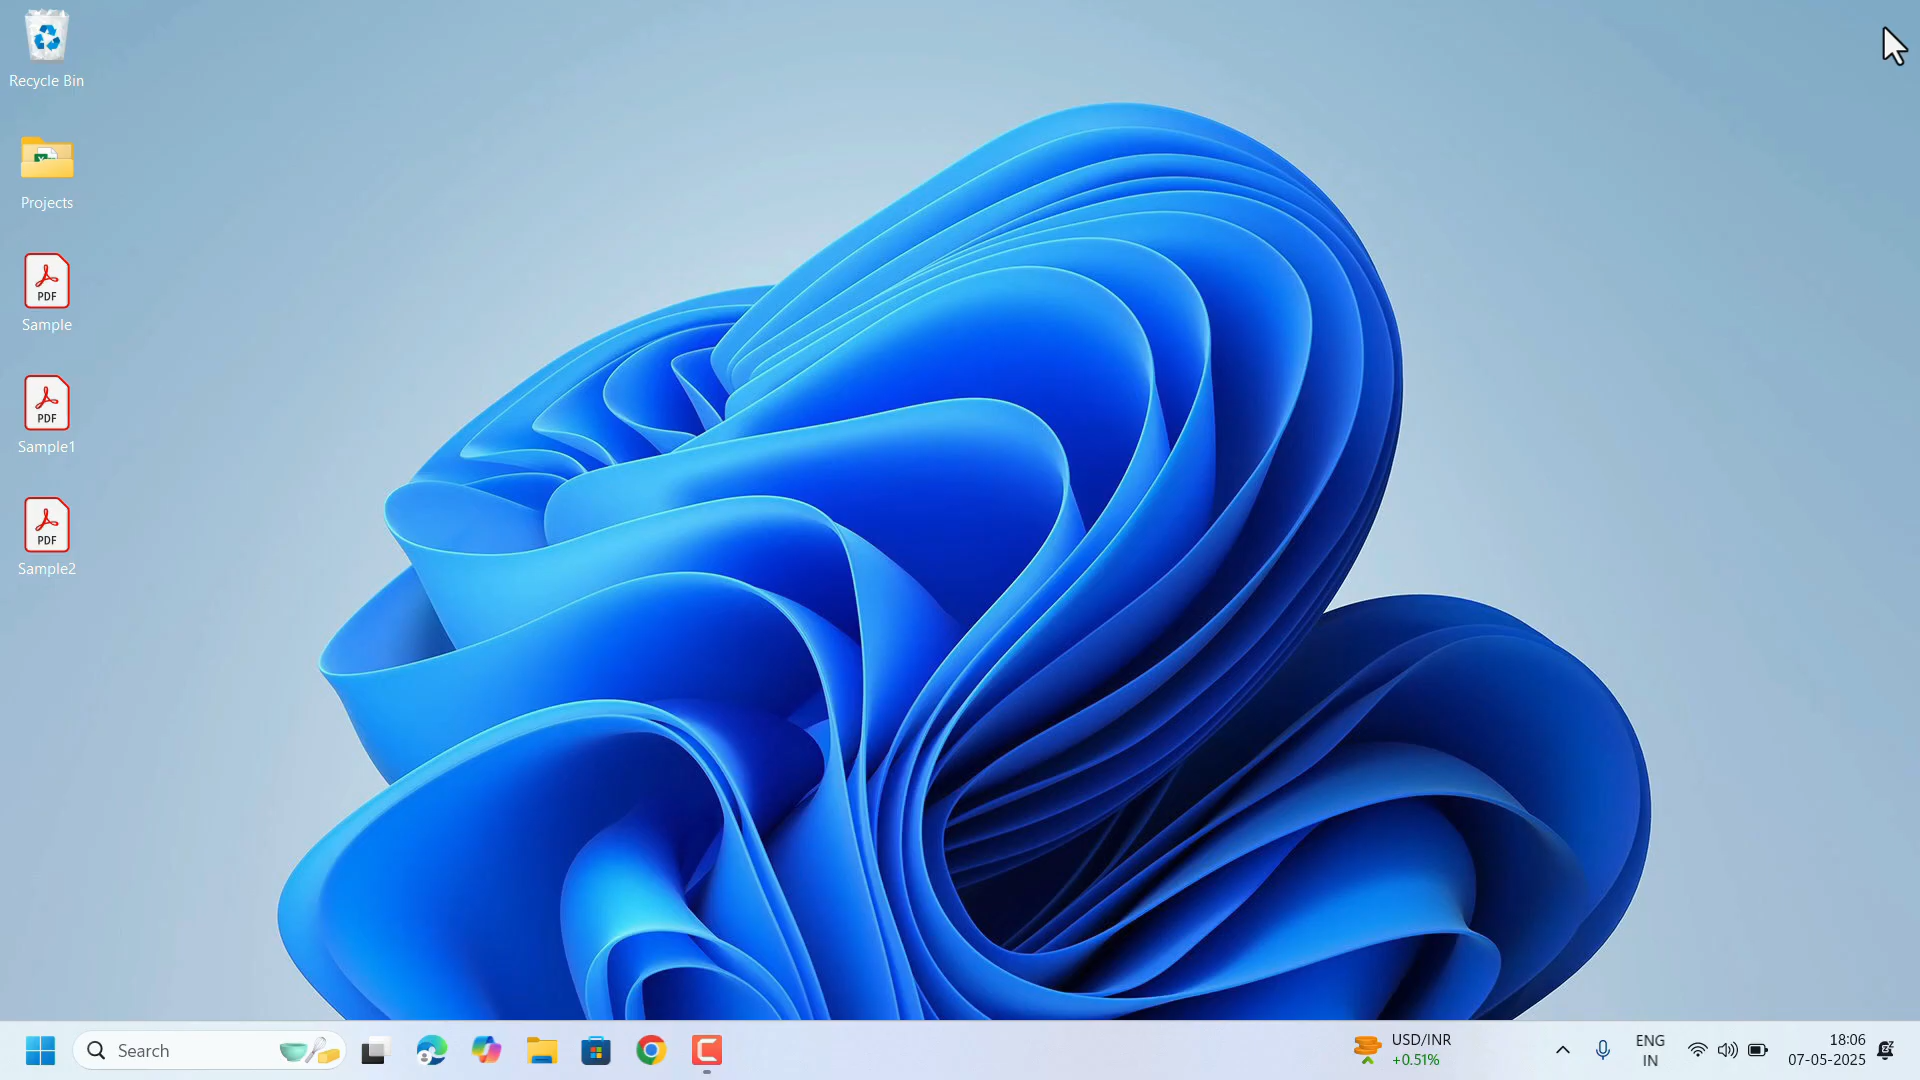 Recycle Bin
Projects
PDF
Sample
PDF
Sample1
PDF
Sample2
Search
USD/INR
+0.51%
ENG
IN
18:06
07-05-2025